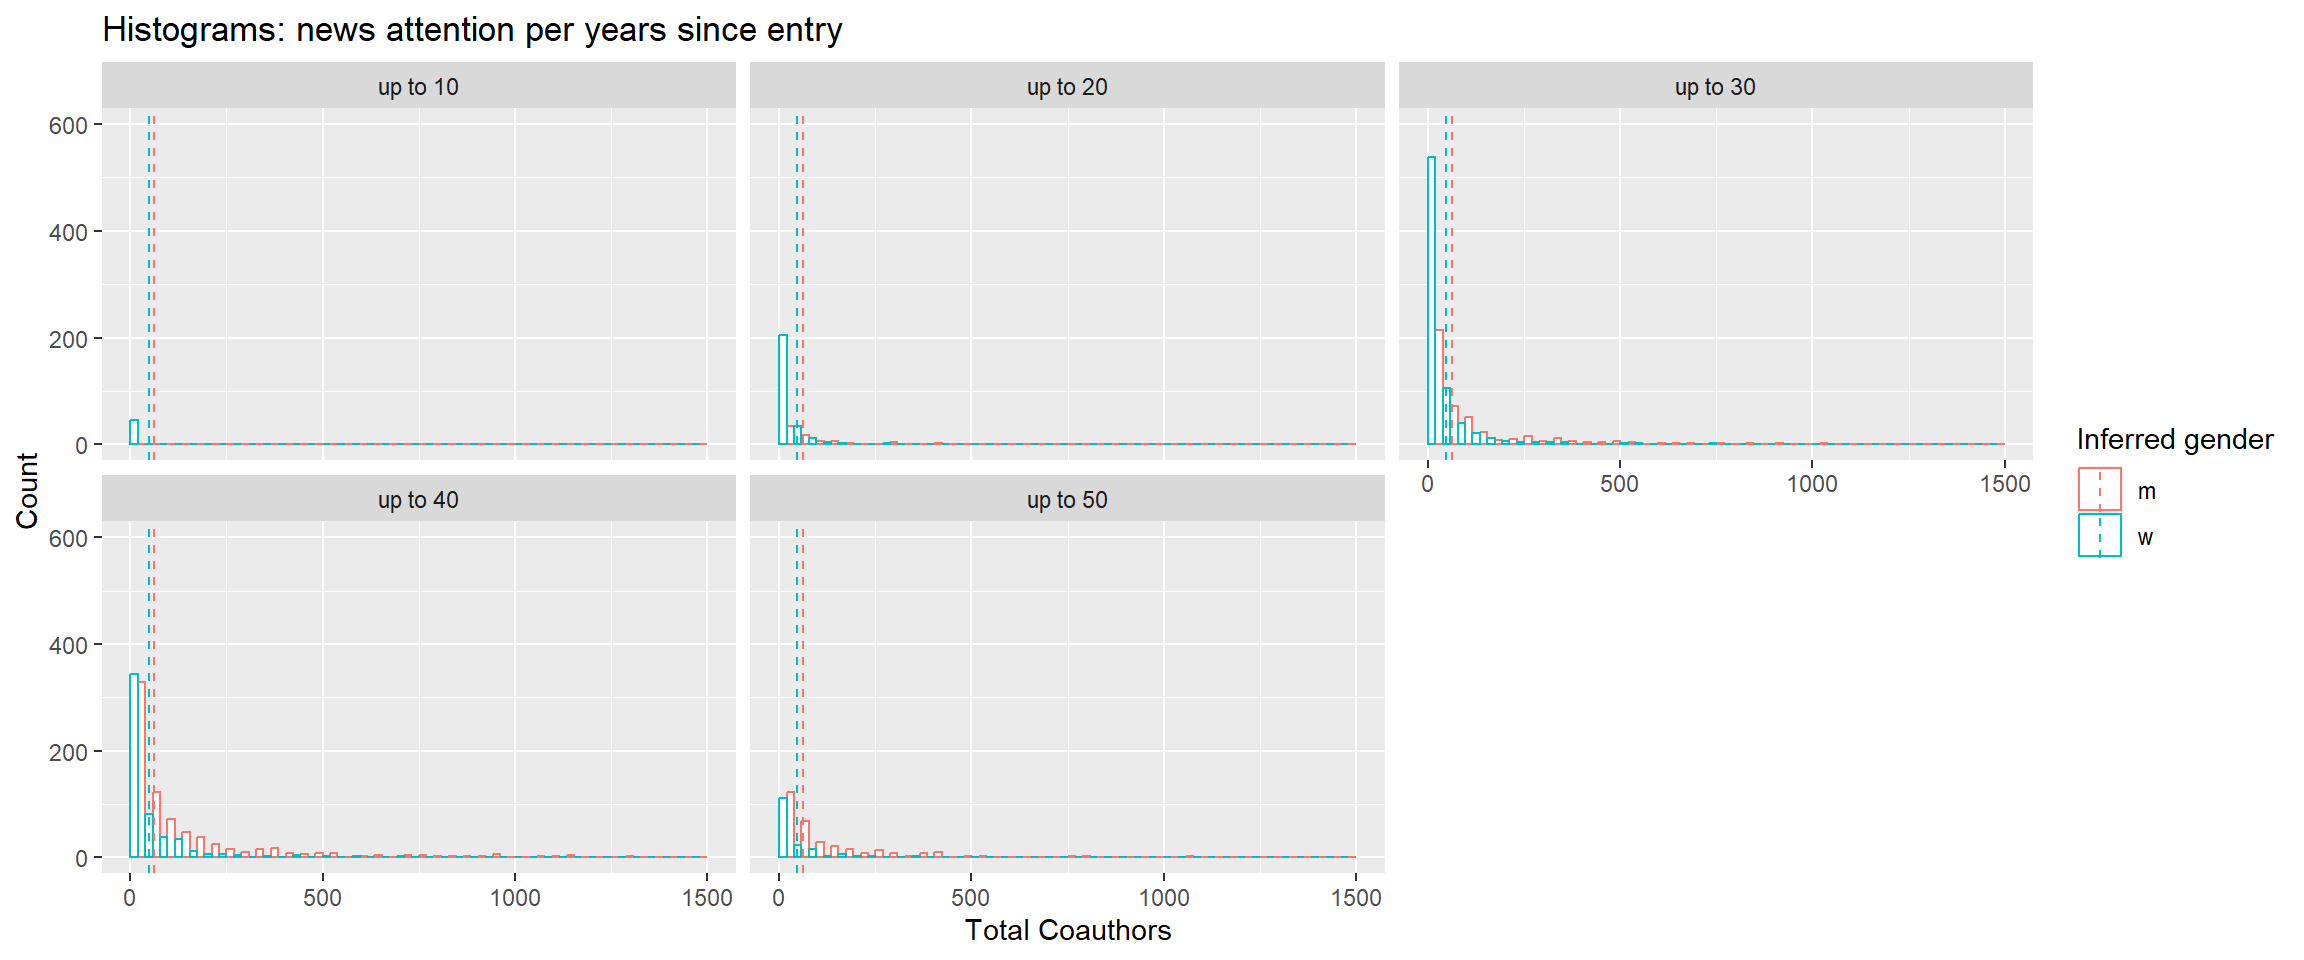 Histograms: news attention per years since entry
up to 10
up to 20
up to 30
600
400
200
0
0
500
1000
1500
up to 40
up to 50
600
400
200
0
0
500
1000
1500
0
500
1000
1500
Count
Total Coauthors
Inferred gender
m
w